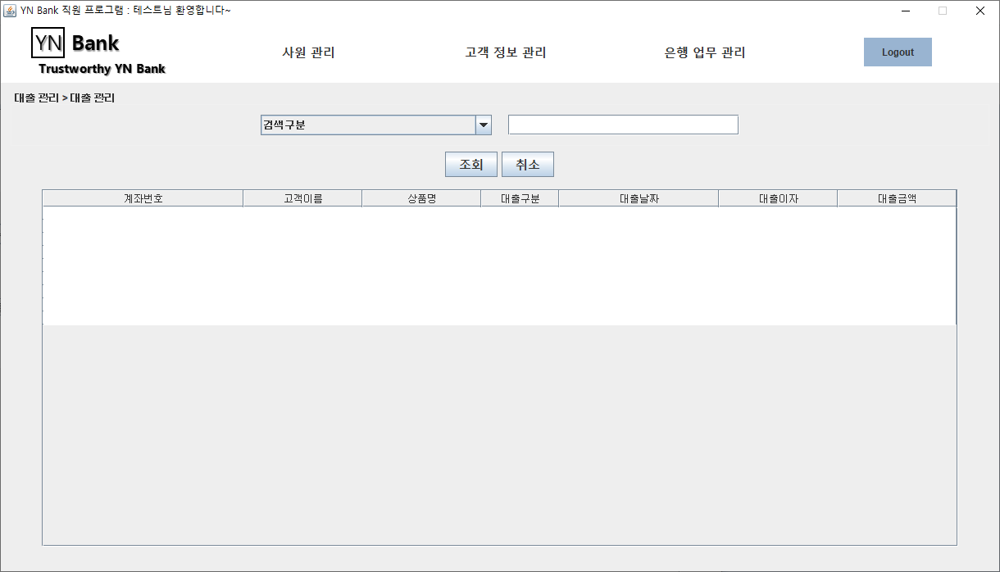 YN Bank 직원 프로그램 : 테스트님 환영합니다~
YN Bank
Trustworthy YN Bank
사원 관리
고객 정보 관리
은행 업무 관리
Logout
대출 관리 > 대출 관리
검색구분
조회
취소
계좌번호
고객이름
상품명
대출구분
대출날짜
대출이자
대출금액